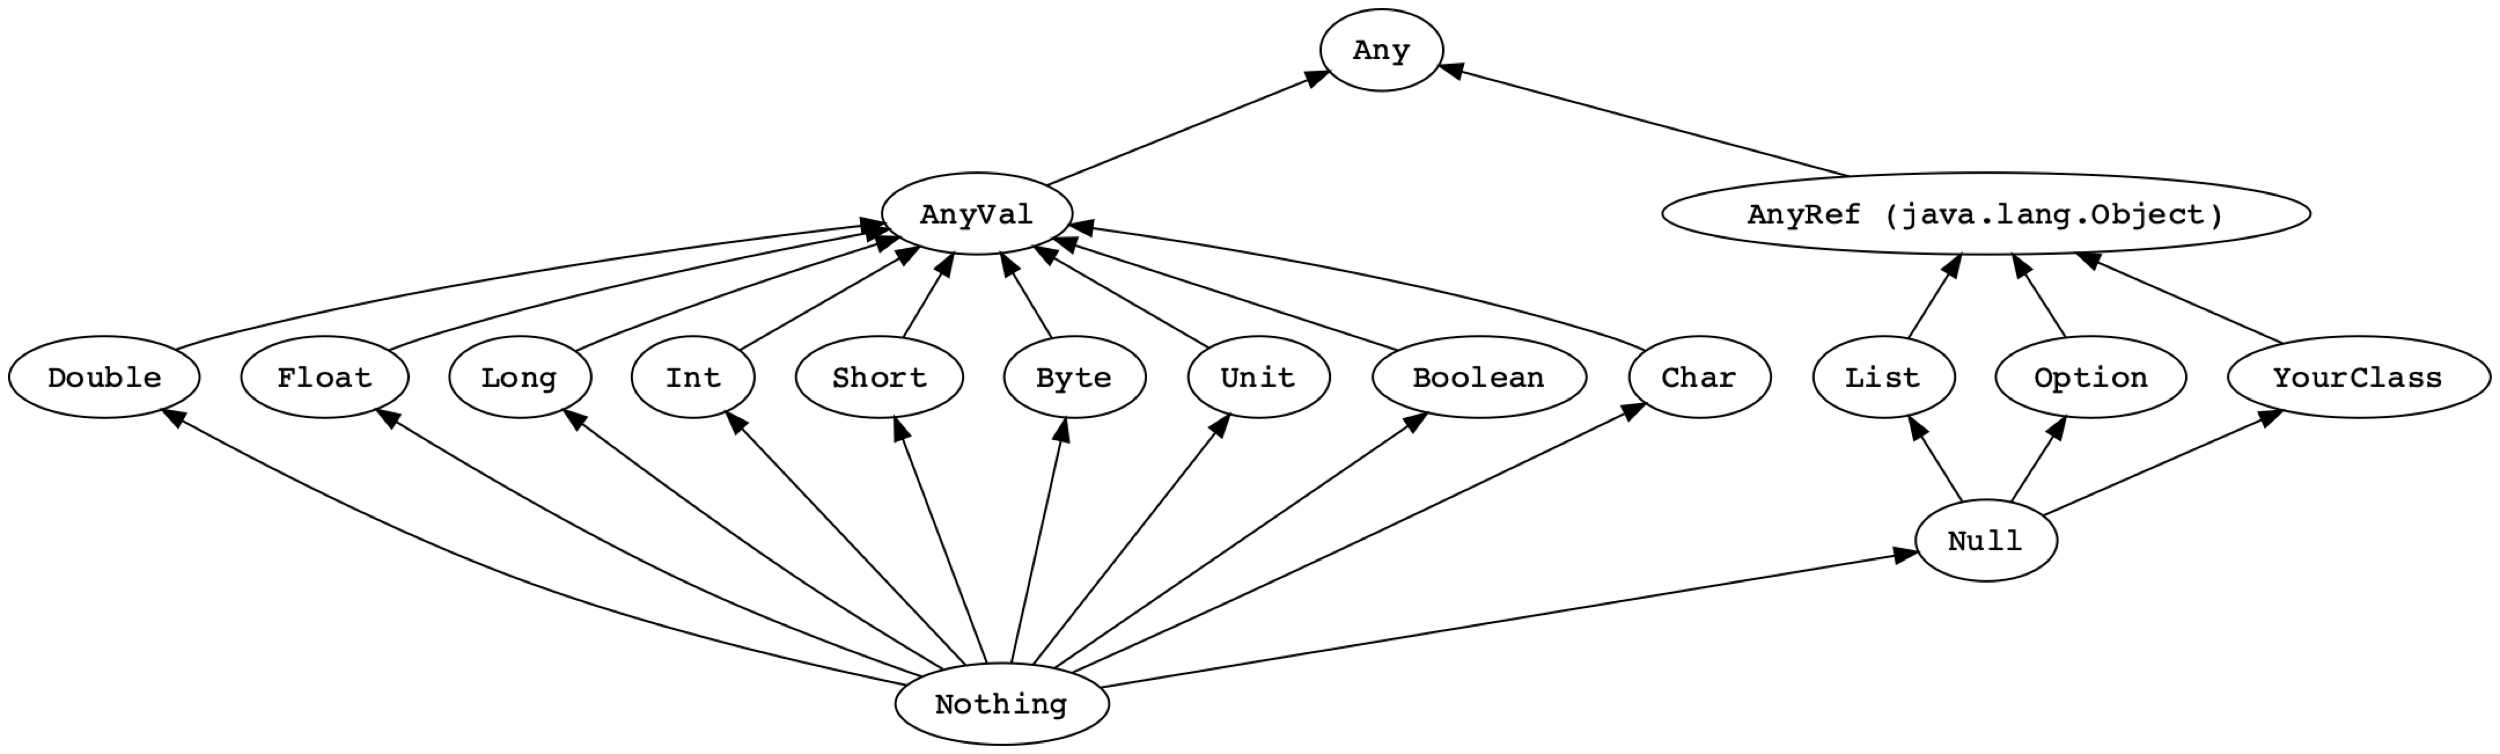 Any
AnyVal
AnyRef (java.lang.Object)
Double
Float
Long
Int
Short
Byte
Unit
Boolean
Char
List
Option
YourClass
Null
Nothing